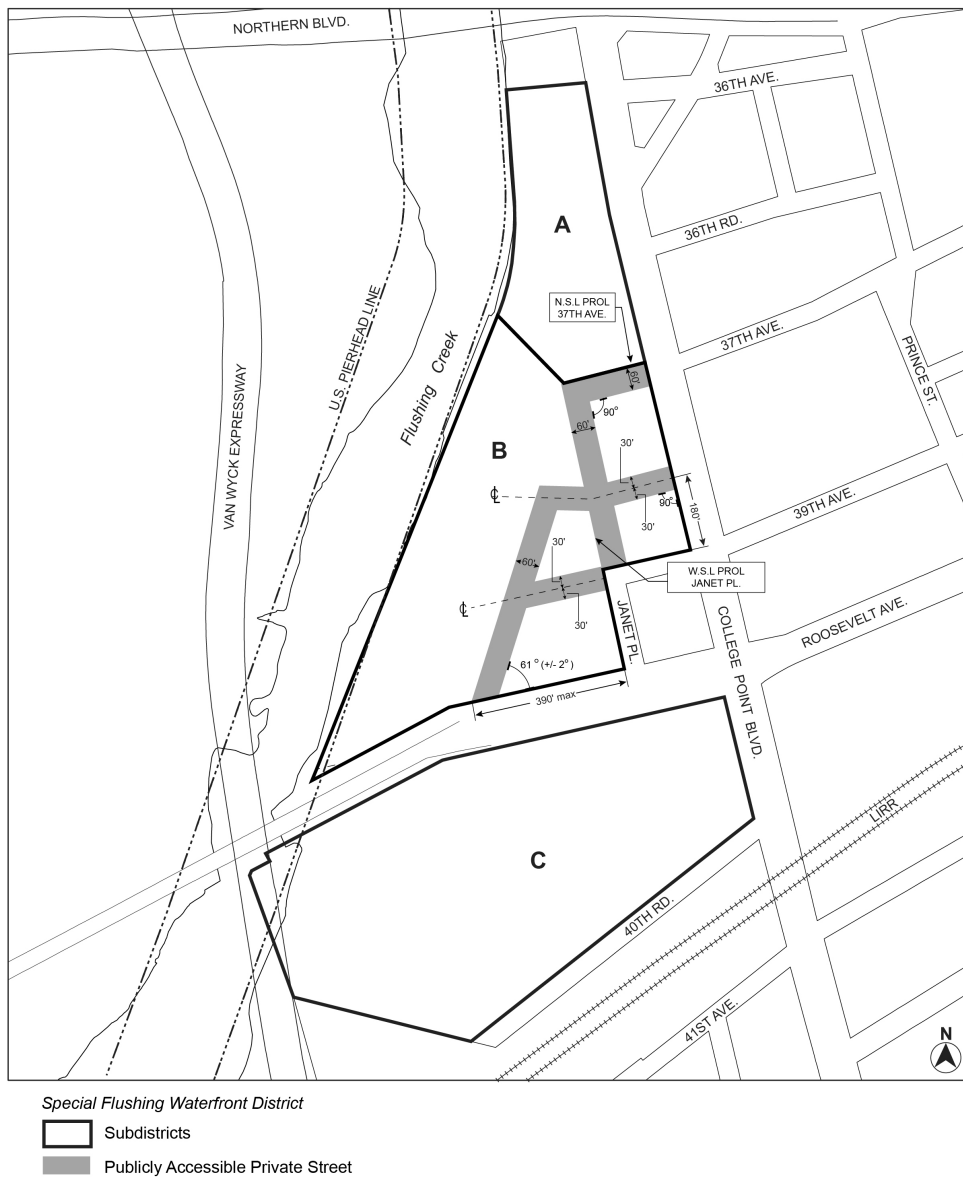 NORTHERN BLVD.
36TH AVE.
A
36TH RD.
N.S.L PROL
37TH AVE.
U.S. PIERHEAD LINE
37TH AVE.
Flushing Creek
PRINCE ST.
60'
90°
60'
VAN WYCK EXPRESSWAY
B
30'
℄
90°
180'
39TH AVE.
30'
30'
60'
W.S.L PROL
JANET PL.
℄
30'
JANET PL.
ROOSEVELT AVE.
COLLEGE POINT BLVD.
61° (+/- 2°)
390' max
LIRR
C
40TH RD.
41ST AVE.
N
Special Flushing Waterfront District
Subdistricts
Publicly Accessible Private Street